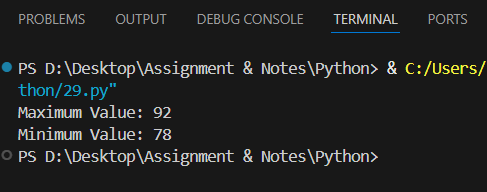 PROBLEMS OUTPUT DEBUG CONSOLE TERMINAL PORTS
PS D:\Desktop\Assignment & Notes\Python> & C:/Users/
thon/29.py"
Maximum Value: 92
Minimum Value: 78
PS D:\Desktop\Assignment & Notes\Python>